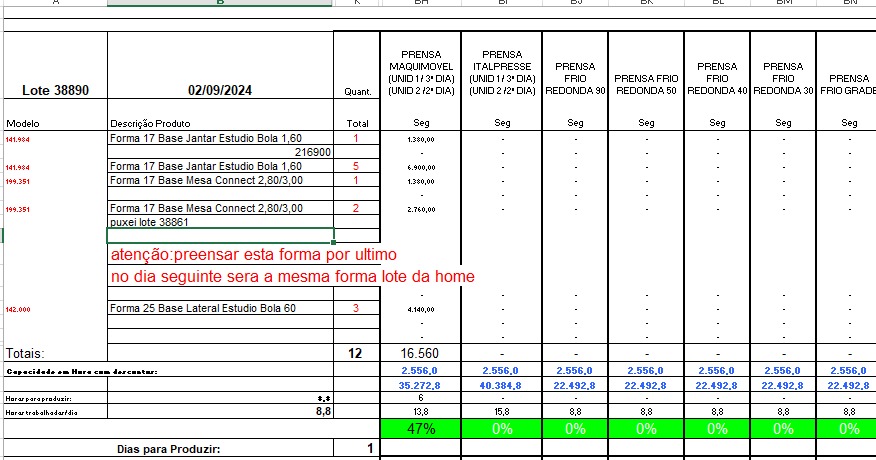 A B K BH BI BJ BK BL BM BN
Lote 38890 02/09/2024 Quant. PRENSA MAQUIMOVEL (UNID 1/ 3ª DIA) (UNID 2 /2ª DIA) PRENSA ITALPRESSE (UNID 1/ 3ª DIA) (UNID 2 /2ª DIA) PRENSA FRIO REDONDA 90 PRENSA FRIO REDONDA 50 PRENSA FRIO REDONDA 40 PRENSA FRIO REDONDA 30 PRENSA FRIO GRADE
Modelo Descrição Produto Total Seg Seg Seg Seg Seg Seg Seg
141.984 Forma 17 Base Jantar Estudio Bola 1,60 1 1.380,00 - - - - - -
216900 - - - - - - -
141.984 Forma 17 Base Jantar Estudio Bola 1,60 5 6.900,00 - - - - - -
199.351 Forma 17 Base Mesa Connect 2,80/3,00 1 1.380,00 - - - - - -
- - - - - - -
199.351 Forma 17 Base Mesa Connect 2,80/3,00 2 2.760,00 - - - - - -
puxei lote 38861
atenção:preensar esta forma por ultimo
no dia seguinte sera a mesma forma lote da home
- - - - - - -
142.000 Forma 25 Base Lateral Estudio Bola 60 3 4.140,00 - - - - - -
- - - - - - -
- - - - - - -
Totais: 12 16.560 - - - - - -
Capacidade em Hora com descontar: 2.556,0 2.556,0 2.556,0 2.556,0 2.556,0 2.556,0 2.556,0
35.272,8 40.384,8 22.492,8 22.492,8 22.492,8 22.492,8 22.492,8
Horas para produzir: 8,8 6
Horas trabalhadas/dia 8,8 13,8 15,8 8,8 8,8 8,8 8,8 8,8
47% 0% 0% 0% 0% 0% 0%
Dias para Produzir: 1